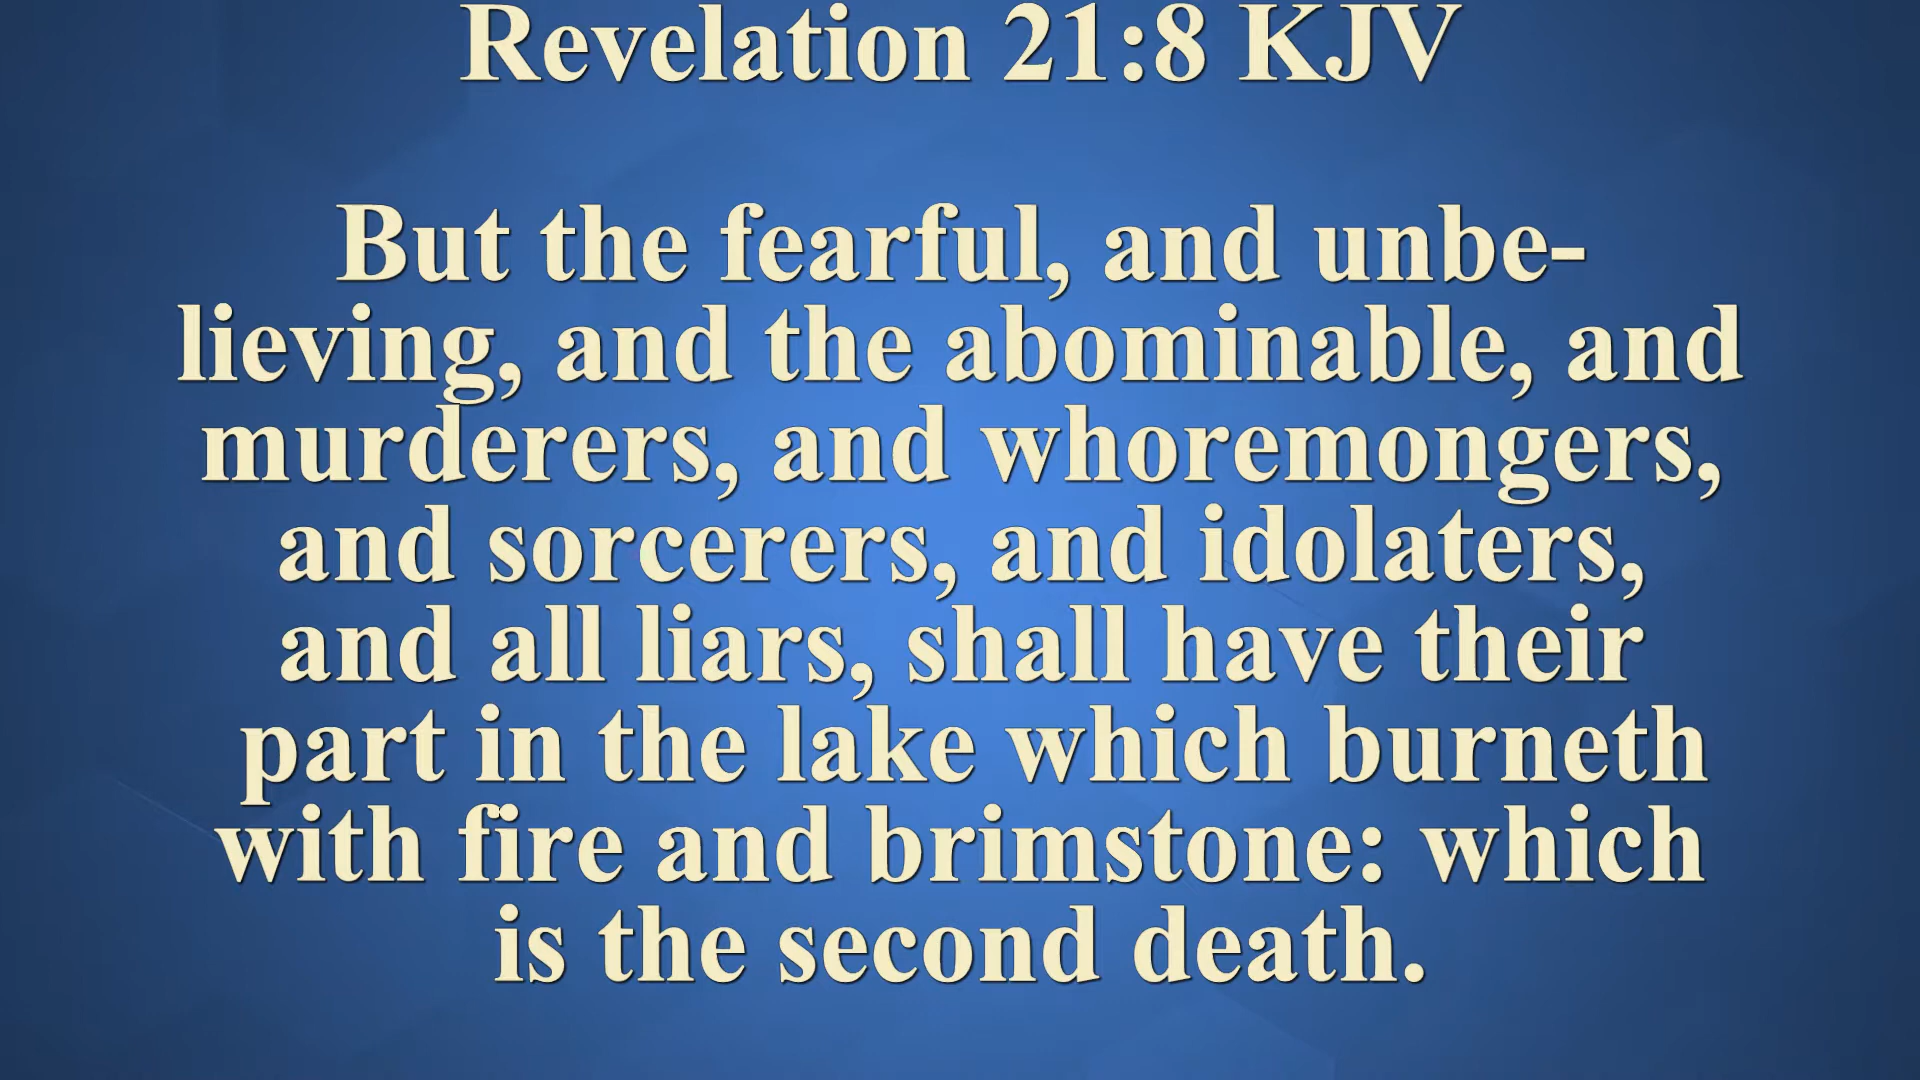 Revelation 21:8 KJV
But the fearful, and unbe-
lieving, and the abominable, and
murderers, and whoremongers,
and sorcerers, and idolaters,
and all liars, shall have their
part in the lake which burneth
with fire and brimstone: which
is the second death.